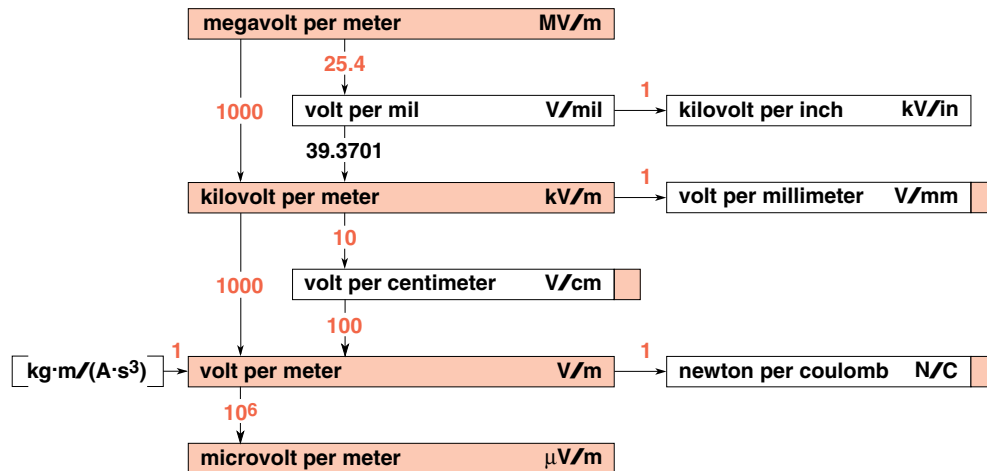 megavolt per meter MV/m
25.4
1000
1
volt per mil V/mil
kilovolt per inch kV/in
39.3701
1
kilovolt per meter kV/m
volt per millimeter V/mm
10
volt per centimeter V/cm
1000
100
1
1
[kg·m/(A·s³)]
volt per meter V/m
newton per coulomb N/C
10⁶
microvolt per meter µV/m